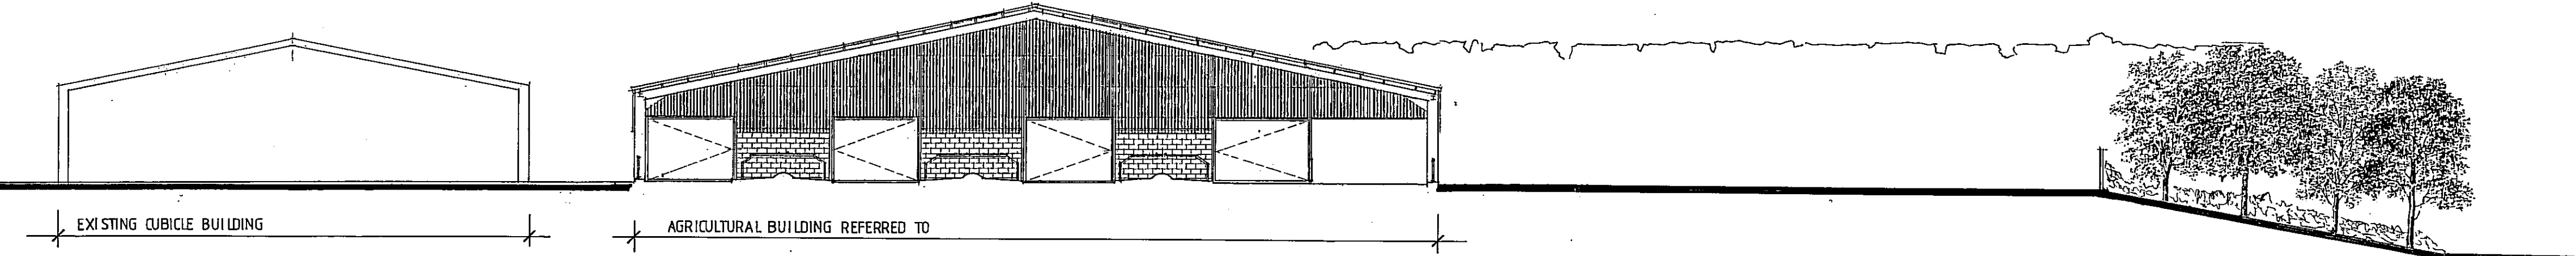 EXISTING CUBICLE BUILDING
AGRICULTURAL BUILDING REFERRED TO